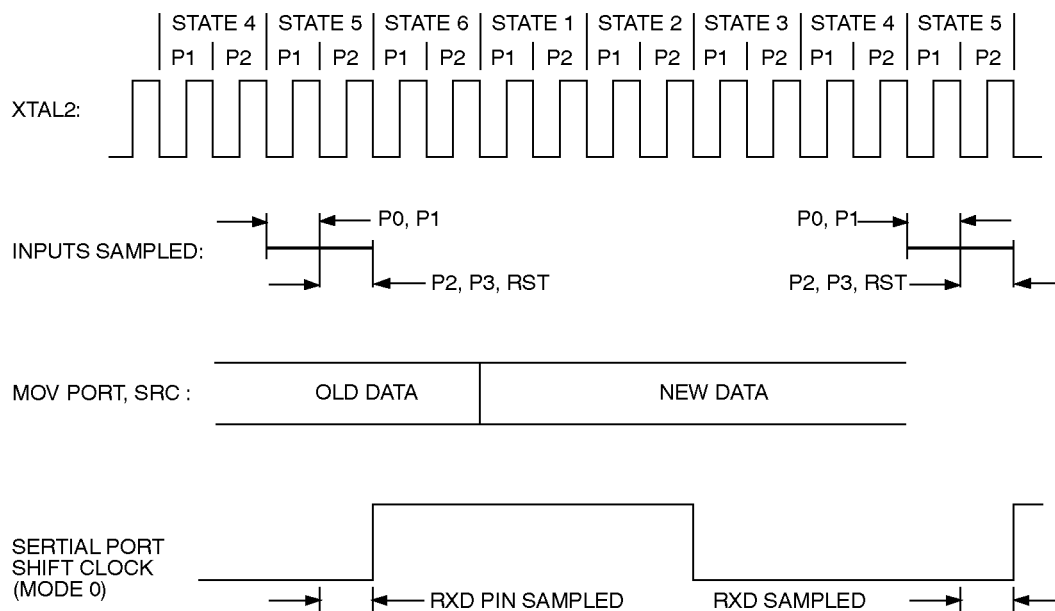 STATE 4 STATE 5 STATE 6 STATE 1 STATE 2 STATE 3 STATE 4 STATE 5
P1 P2 P1 P2 P1 P2 P1 P2 P1 P2 P1 P2 P1 P2 P1 P2
XTAL2:
P0, P1 P0, P1
INPUTS SAMPLED:
P2, P3, RST P2, P3, RST
MOV PORT, SRC : OLD DATA NEW DATA
SERTIAL PORT
SHIFT CLOCK
(MODE 0) RXD PIN SAMPLED RXD SAMPLED